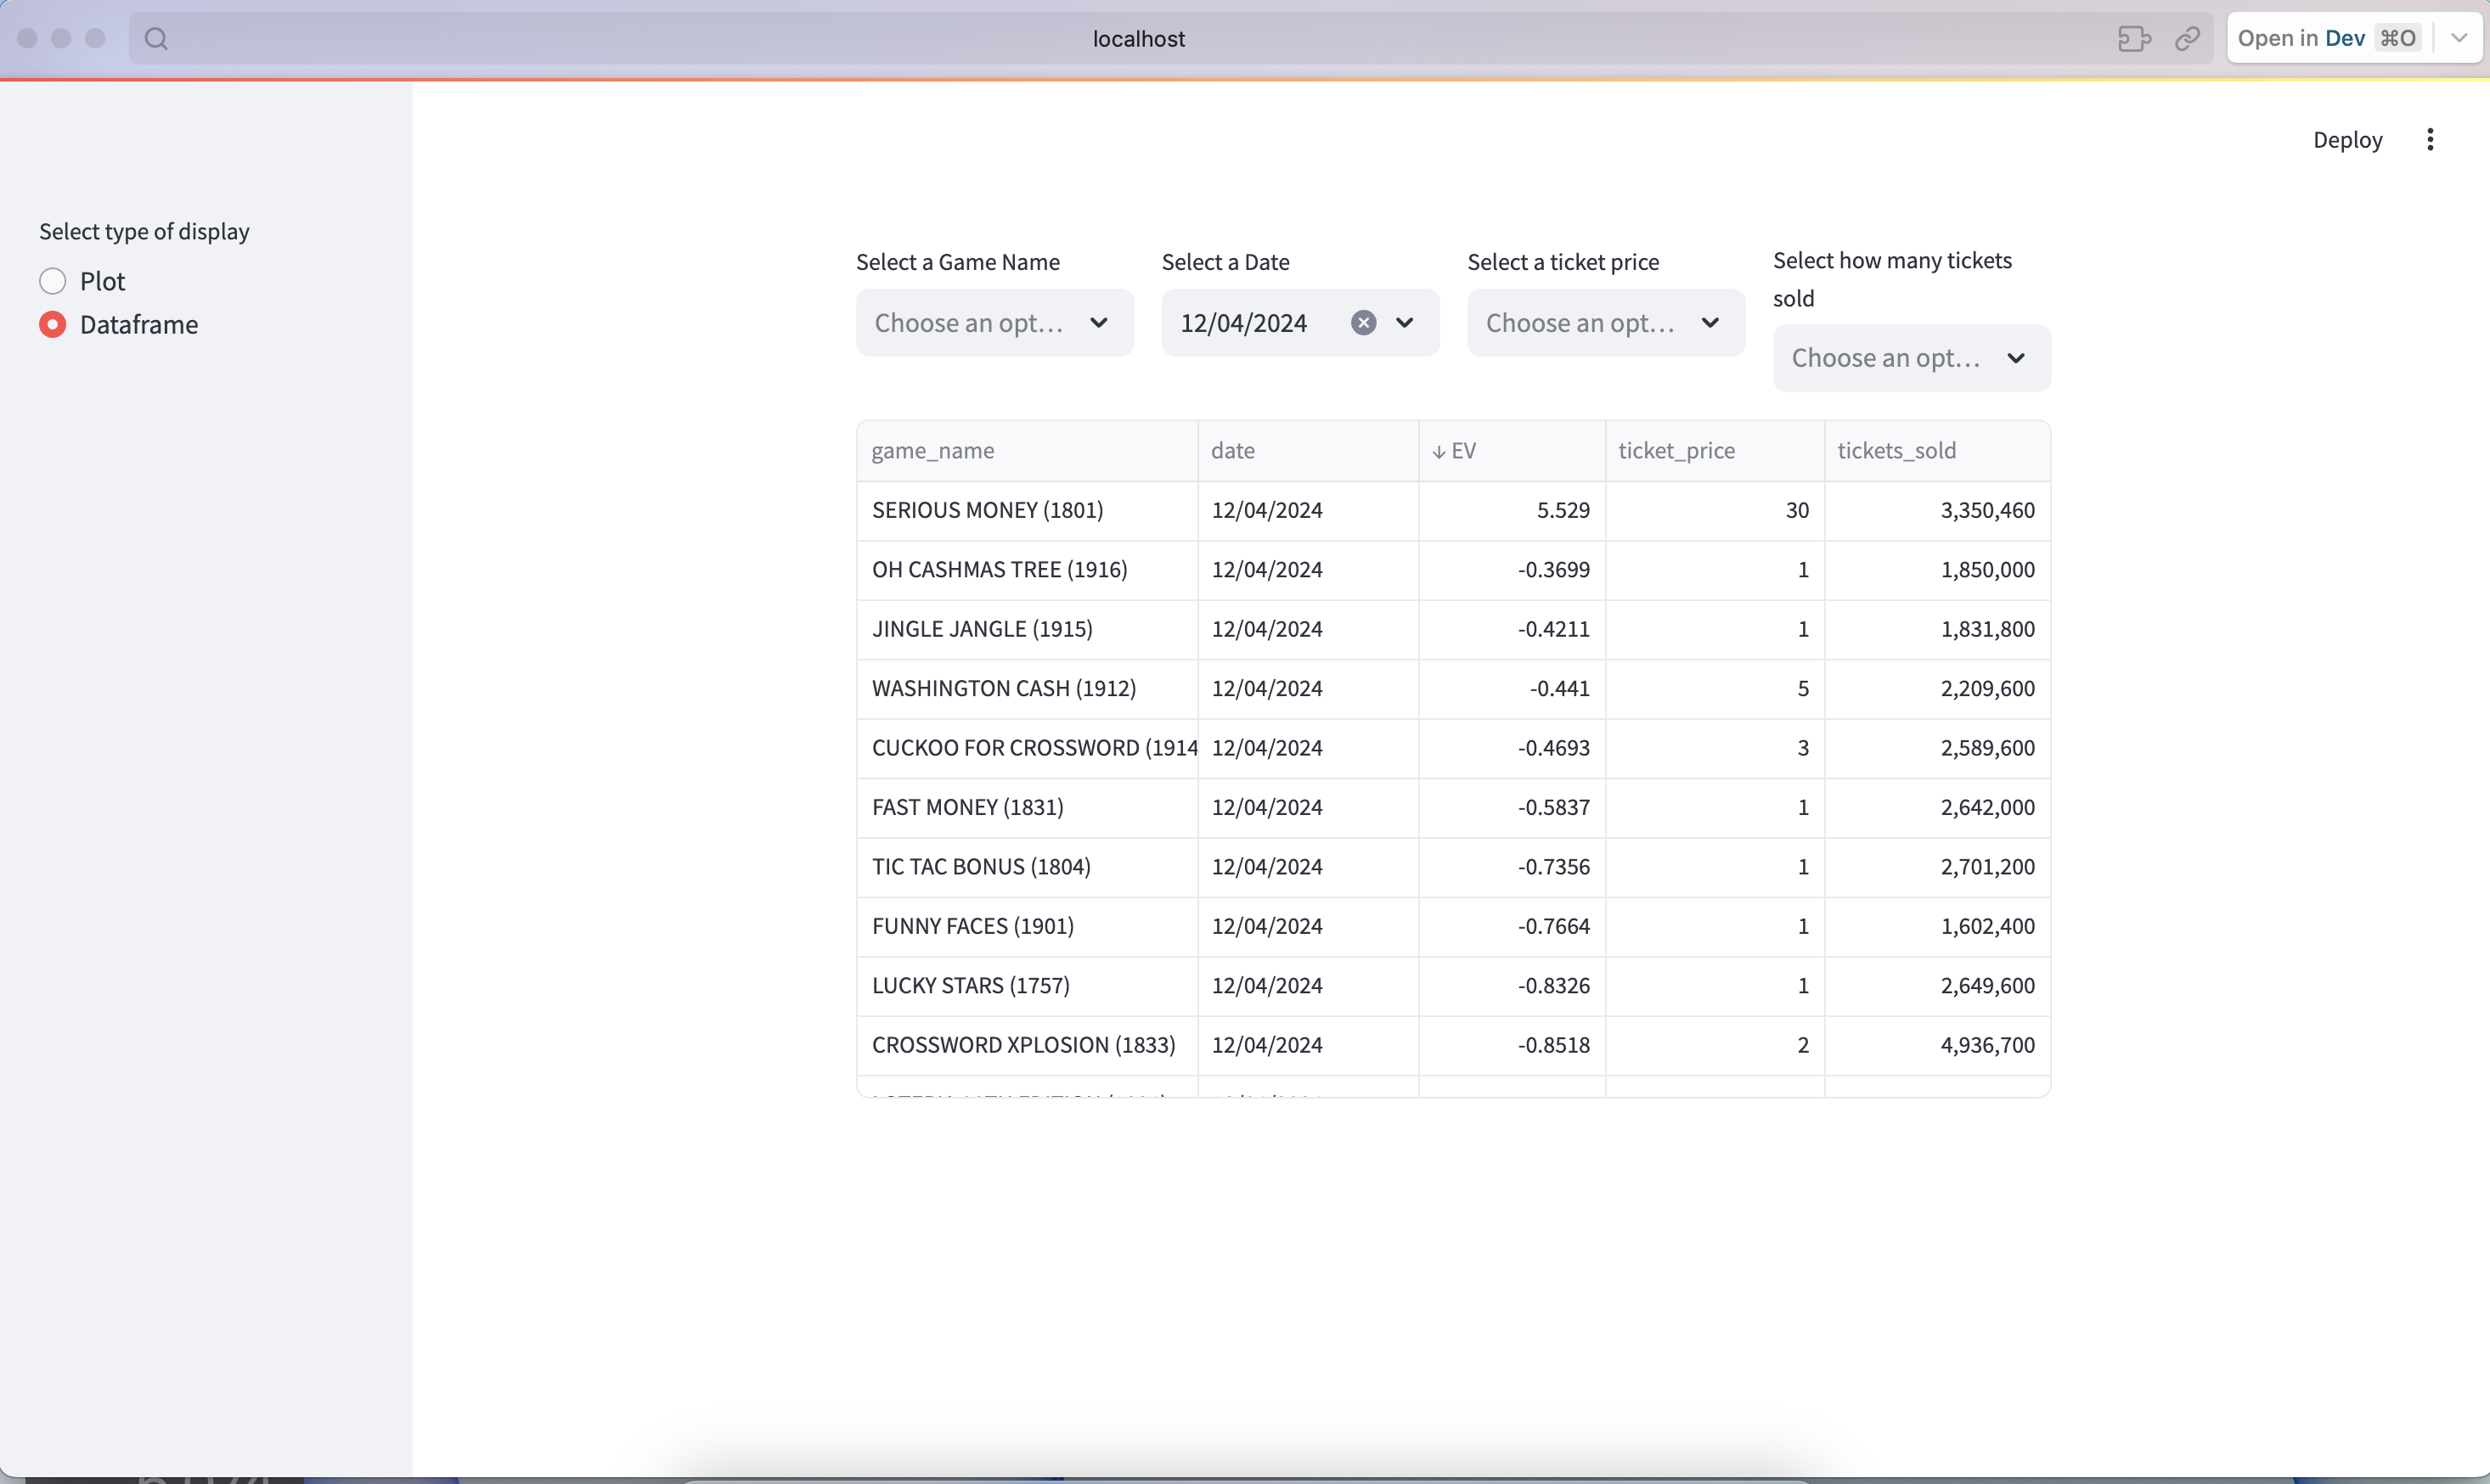 localhost
Open in Dev ⌘O
Deploy
Select type of display
Plot
Dataframe
Select a Game Name
Select a Date
Select a ticket price
Select how many tickets
sold
Choose an opt…
12/04/2024
Choose an opt…
Choose an opt…
game_name date ↓ EV ticket_price tickets_sold
SERIOUS MONEY (1801) 12/04/2024 5.529 30 3,350,460
OH CASHMAS TREE (1916) 12/04/2024 -0.3699 1 1,850,000
JINGLE JANGLE (1915) 12/04/2024 -0.4211 1 1,831,800
WASHINGTON CASH (1912) 12/04/2024 -0.441 5 2,209,600
CUCKOO FOR CROSSWORD (1914 12/04/2024 -0.4693 3 2,589,600
FAST MONEY (1831) 12/04/2024 -0.5837 1 2,642,000
TIC TAC BONUS (1804) 12/04/2024 -0.7356 1 2,701,200
FUNNY FACES (1901) 12/04/2024 -0.7664 1 1,602,400
LUCKY STARS (1757) 12/04/2024 -0.8326 1 2,649,600
CROSSWORD XPLOSION (1833) 12/04/2024 -0.8518 2 4,936,700